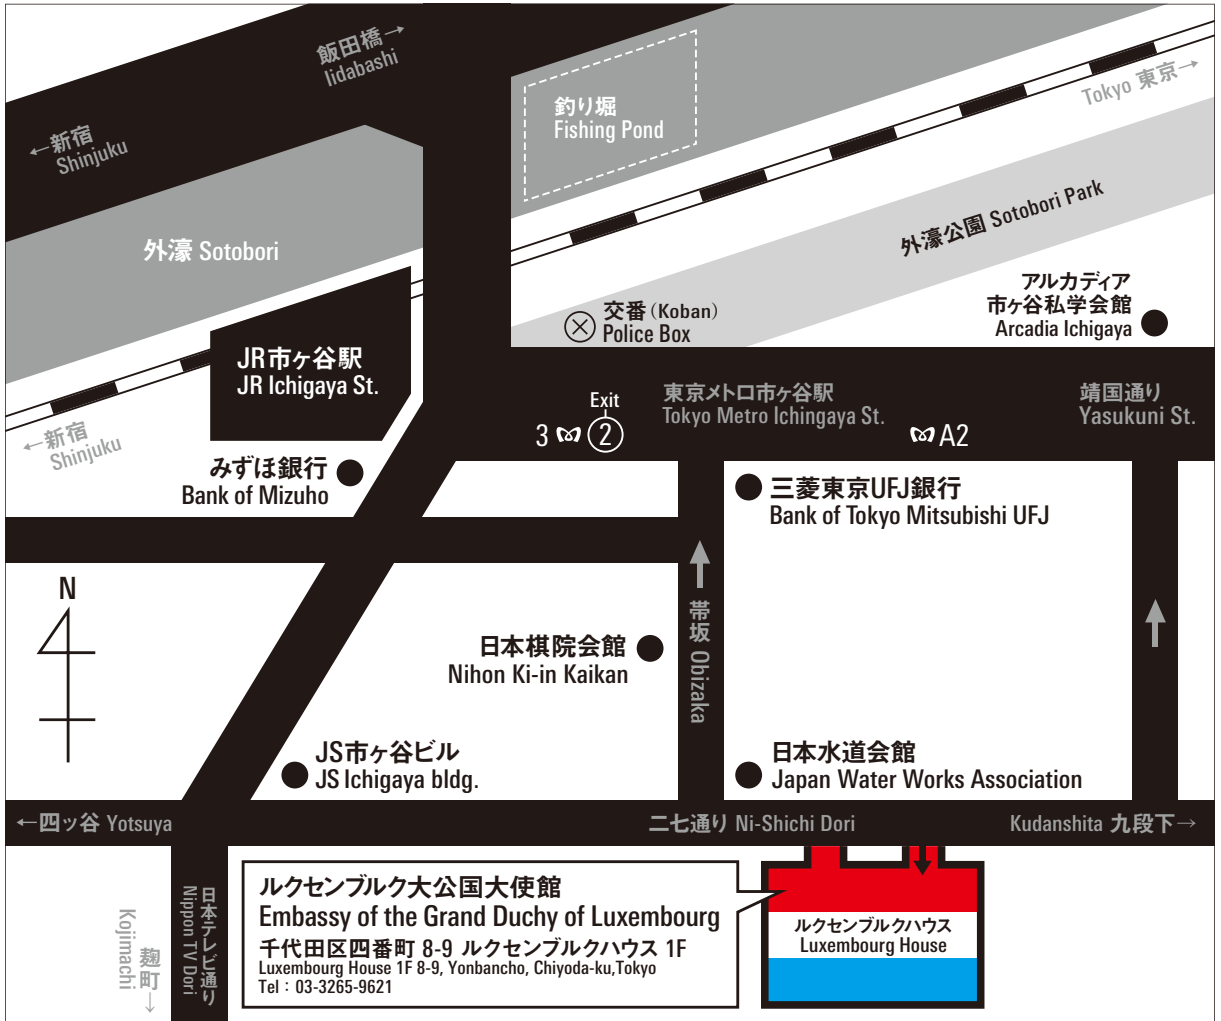 飯田橋→
Iidabashi
←新宿
Shinjuku
釣り堀
Fishing Pond
Tokyo 東京→
外濠 Sotobori
外濠公園 Sotobori Park
アルカディア
市ヶ谷私学会館
Arcadia Ichigaya
交番(Koban)
Police Box
JR市ヶ谷駅
JR Ichigaya St.
Exit
3
2
東京メトロ市ヶ谷駅
Tokyo Metro Ichingaya St.
A2
靖国通り
Yasukuni St.
←新宿
Shinjuku
みずほ銀行
Bank of Mizuho
三菱東京UFJ銀行
Bank of Tokyo Mitsubishi UFJ
N
日本棋院会館
Nihon Ki-in Kaikan
帯坂 Obizaka
JS市ヶ谷ビル
JS Ichigaya bldg.
日本水道会館
Japan Water Works Association
←四ッ谷 Yotsuya
二七通り Ni-Shichi Dori
Kudanshita 九段下→
日本テレビ通り
Nippon TV Dori
麹町→
Kojimachi
ルクセンブルク大公国大使館
Embassy of the Grand Duchy of Luxembourg
千代田区四番町 8-9 ルクセンブルクハウス 1F
Luxembourg House 1F 8-9, Yonbancho, Chiyoda-ku,Tokyo
Tel : 03-3265-9621
ルクセンブルクハウス
Luxembourg House